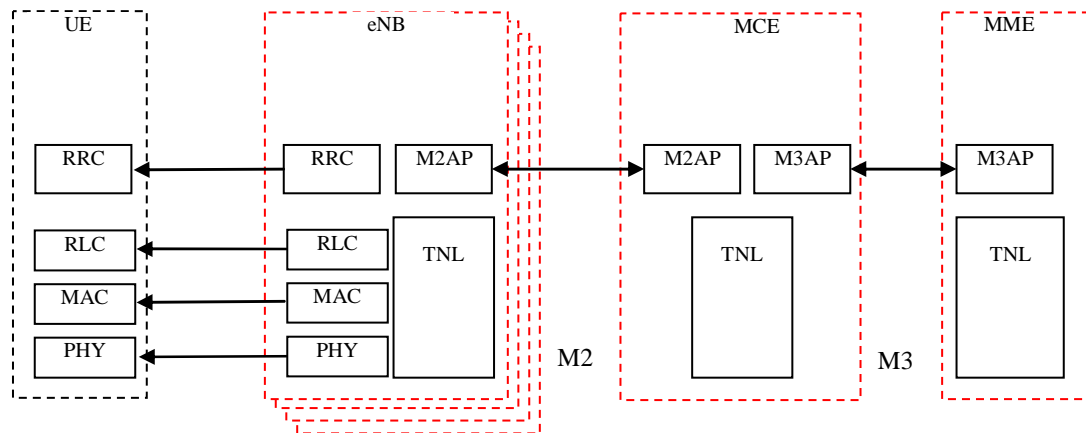 UE
eNB
MCE
MME
RRC
RRC
M2AP
M2AP
M3AP
M3AP
RLC
RLC
TNL
TNL
TNL
MAC
MAC
PHY
PHY
M2
M3